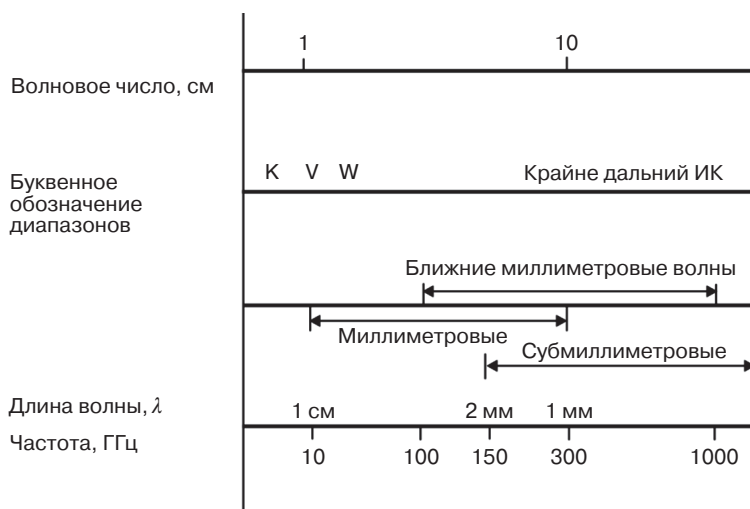 1 10
Волновое число, см
K V W Крайне дальний ИК
Буквенное
обозначение
диапазонов
Ближние миллиметровые волны
Миллиметровые
Субмиллиметровые
Длина волны, λ 1 см 2 мм 1 мм
Частота, ГГц 10 100 150 300 1000